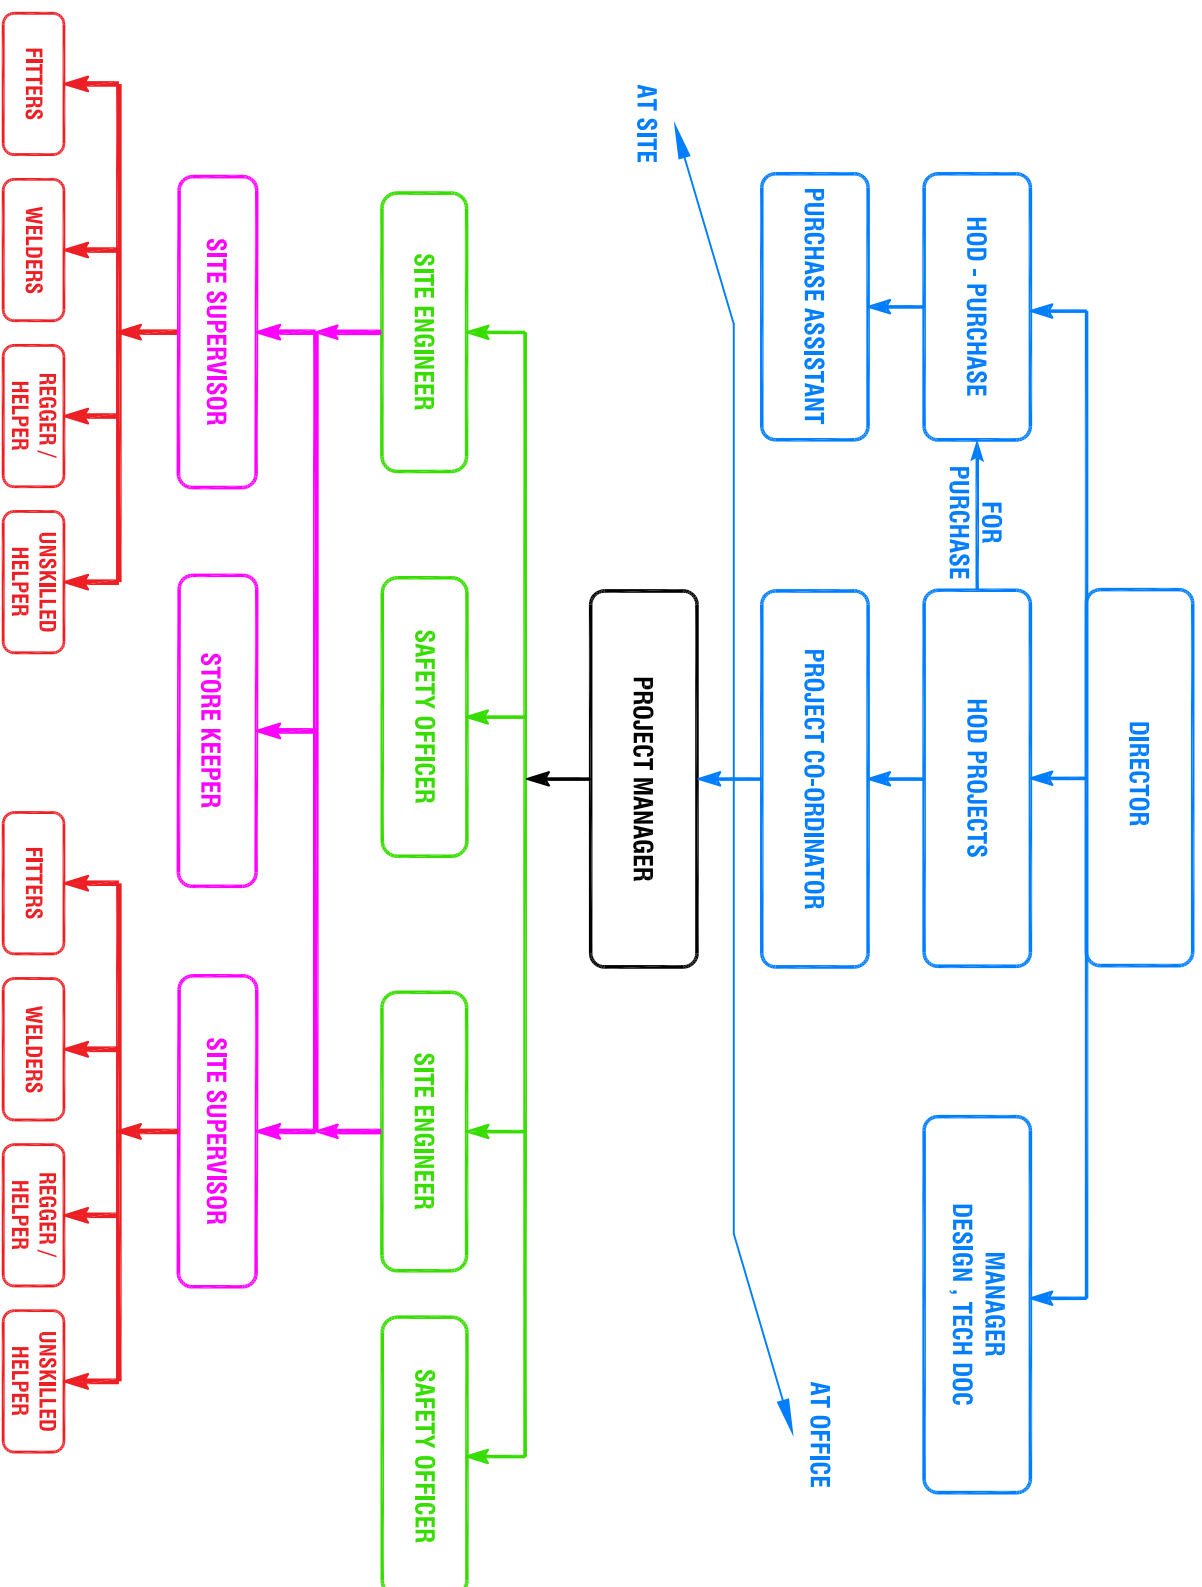 DIRECTOR
HOD - PURCHASE
FOR
PURCHASE
HOD PROJECTS
MANAGER
DESIGN , TECH DOC
PURCHASE ASSISTANT
PROJECT CO-ORDINATOR
AT OFFICE
AT SITE
PROJECT MANAGER
SITE ENGINEER
SAFETY OFFICER
SITE ENGINEER
SAFETY OFFICER
SITE SUPERVISOR
STORE KEEPER
SITE SUPERVISOR
FITTERS
WELDERS
REGGER /
HELPER
UNSKILLED
HELPER
FITTERS
WELDERS
REGGER /
HELPER
UNSKILLED
HELPER